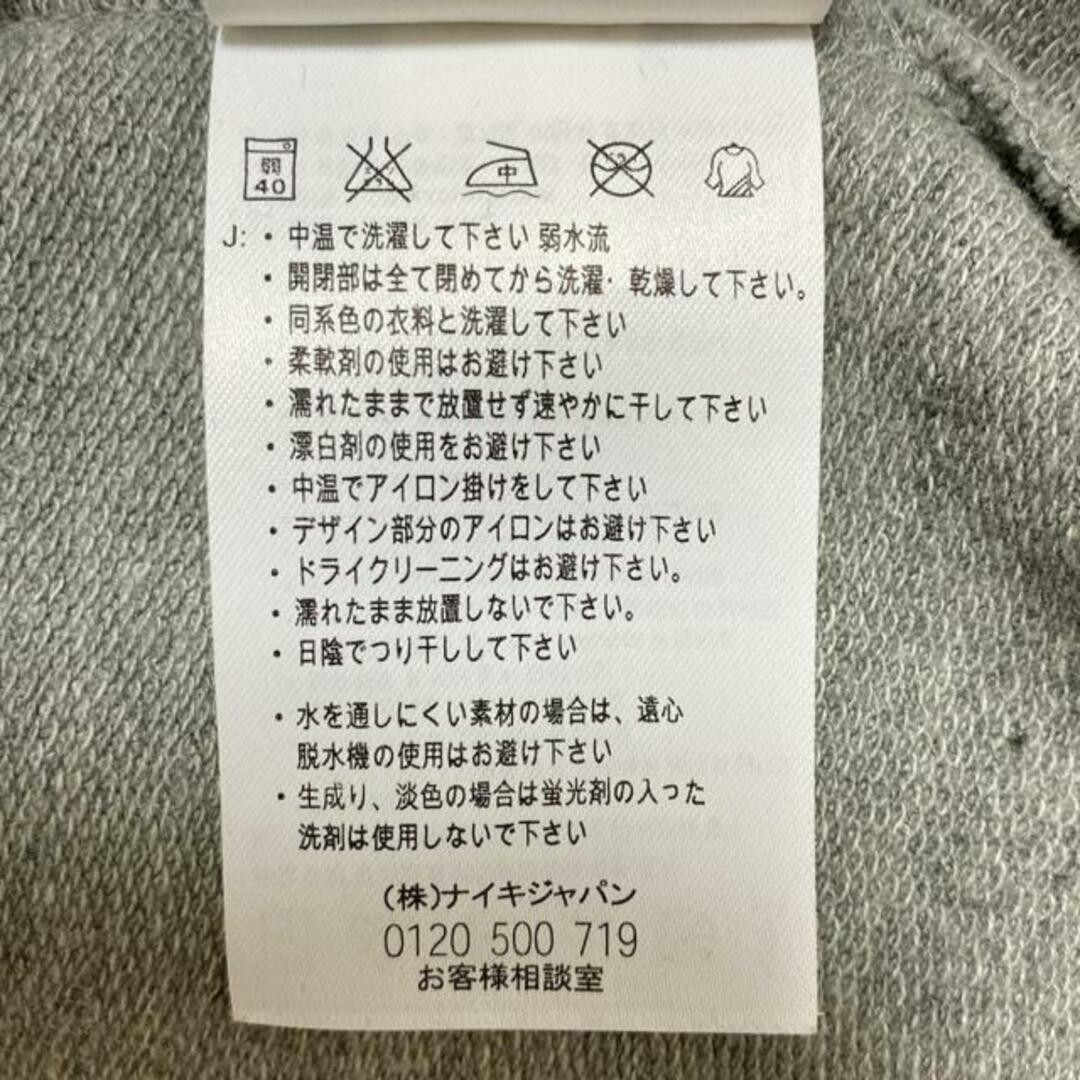 弱
40
中
J: ・ 中温で洗濯して下さい 弱水流
・ 開閉部は全て閉めてから洗濯・乾燥して下さい。
・ 同系色の衣料と洗濯して下さい
・ 柔軟剤の使用はお避け下さい
・ 濡れたままで放置せず速やかに干して下さい
・ 漂白剤の使用をお避け下さい
・ 中温でアイロン掛けをして下さい
・ デザイン部分のアイロンはお避け下さい
・ ドライクリーニングはお避け下さい。
・ 濡れたまま放置しないで下さい。
・ 日陰でつり干しして下さい
・ 水を通しにくい素材の場合は、遠心
脱水機の使用はお避け下さい
・ 生成り、淡色の場合は蛍光剤の入った
洗剤は使用しないで下さい
(株)ナイキジャパン
0120 500 719
お客様相談室